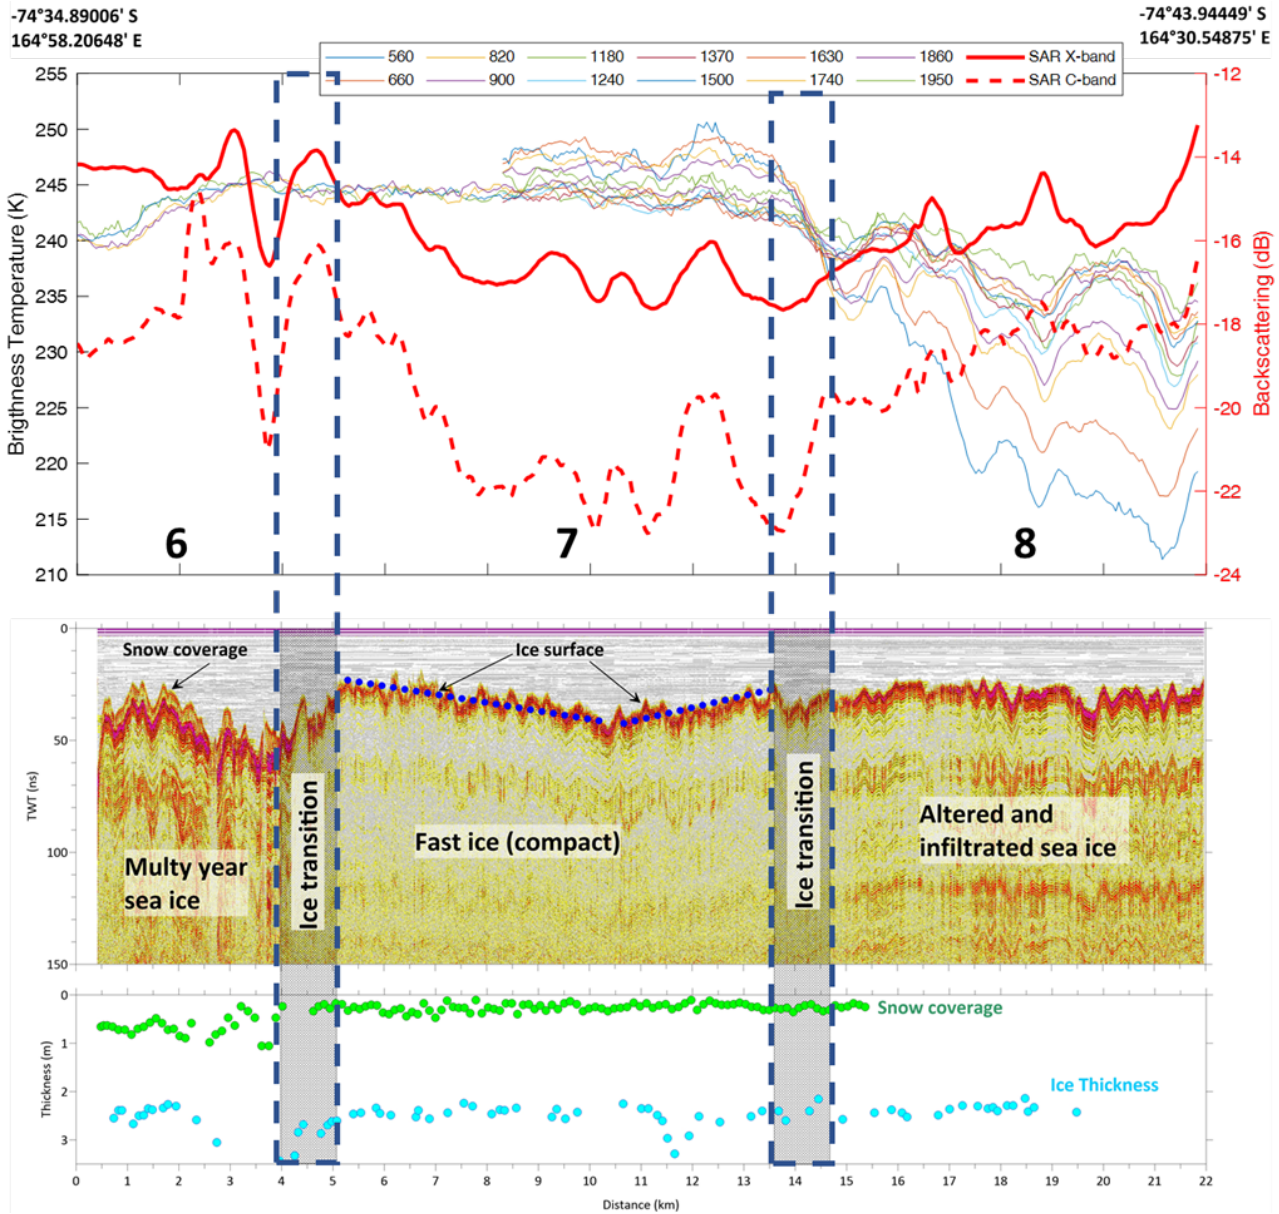 -74°34.89006' S
164°58.20648' E
-74°43.94449' S
164°30.54875' E
560 820 1180 1370 1630 1860 SAR X-band
660 900 1240 1500 1740 1950 SAR C-band
Brigthness Temperature (K)
255
250
245
240
235
230
225
220
215
210
-12
-14
-16
-18
-20
-22
-24
Backscattering (dB)
6
7
8
Snow coverage
Ice surface
TWT (ns)
0
50
100
150
Multy year
sea ice
Ice transition
Fast ice (compact)
Ice transition
Altered and
infiltrated sea ice
Thickness (m)
0
1
2
3
Snow coverage
Ice Thickness
0 1 2 3 4 5 6 7 8 9 10 11 12 13 14 15 16 17 18 19 20 21 22
Distance (km)